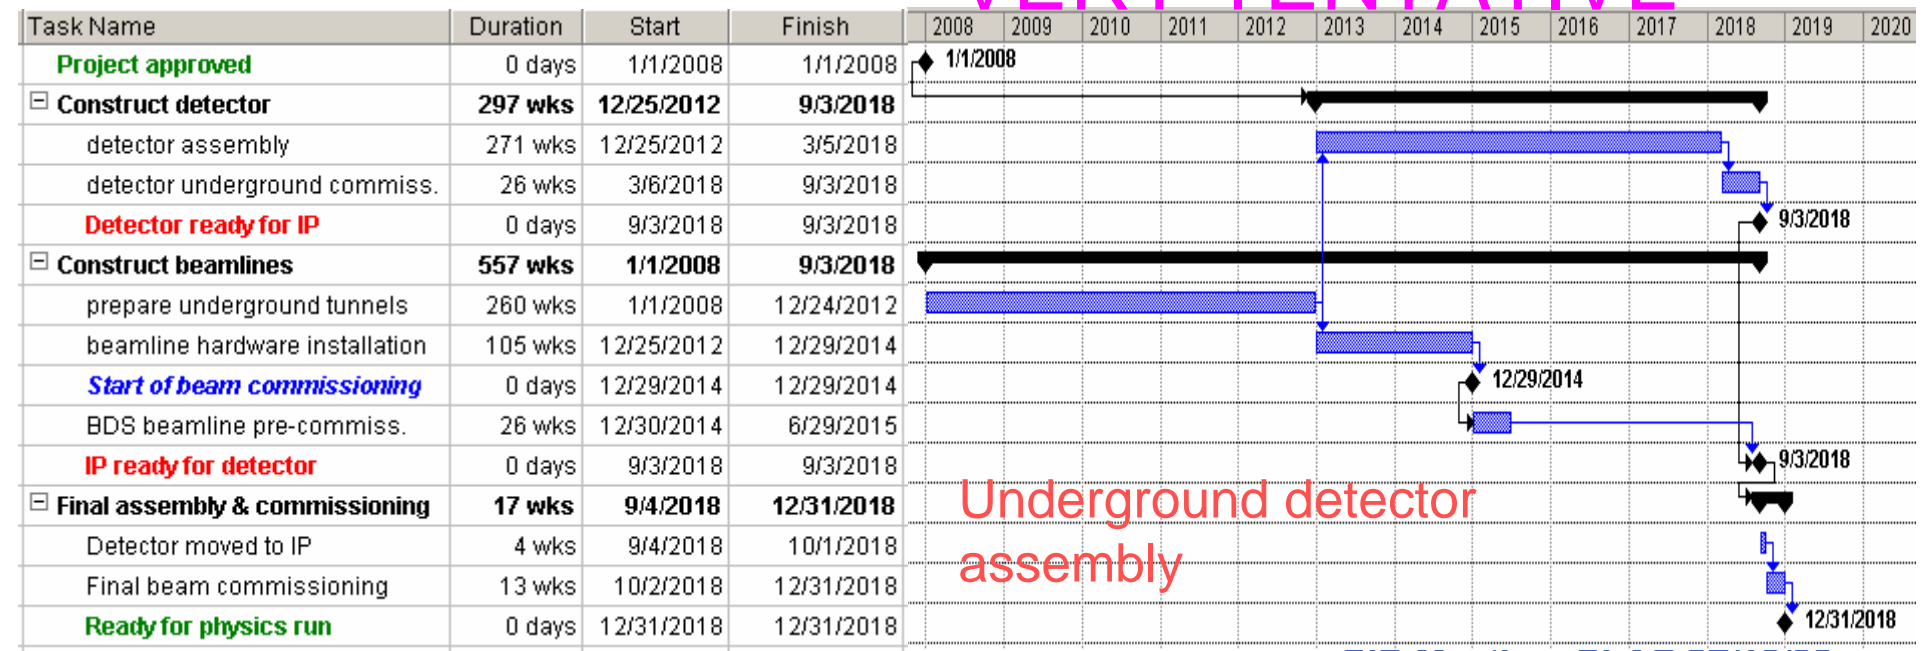 VERY TENTATIVE
Task Name Duration Start Finish 2008 2009 2010 2011 2012 2013 2014 2015 2016 2017 2018 2019 2020
Project approved 0 days 1/1/2008 1/1/2008 1/1/2008
Construct detector 297 wks 12/25/2012 9/3/2018
detector assembly 271 wks 12/25/2012 3/5/2018
detector underground commiss. 26 wks 3/6/2018 9/3/2018
Detector ready for IP 0 days 9/3/2018 9/3/2018 9/3/2018
Construct beamlines 557 wks 1/1/2008 9/3/2018
prepare underground tunnels 260 wks 1/1/2008 12/24/2012
beamline hardware installation 105 wks 12/25/2012 12/29/2014
Start of beam commissioning 0 days 12/29/2014 12/29/2014 12/29/2014
BDS beamline pre-commiss. 26 wks 12/30/2014 6/29/2015
IP ready for detector 0 days 9/3/2018 9/3/2018 9/3/2018
Final assembly & commissioning 17 wks 9/4/2018 12/31/2018
Underground detector
assembly
Detector moved to IP 4 wks 9/4/2018 10/1/2018
Final beam commissioning 13 wks 10/2/2018 12/31/2018
Ready for physics run 0 days 12/31/2018 12/31/2018 12/31/2018